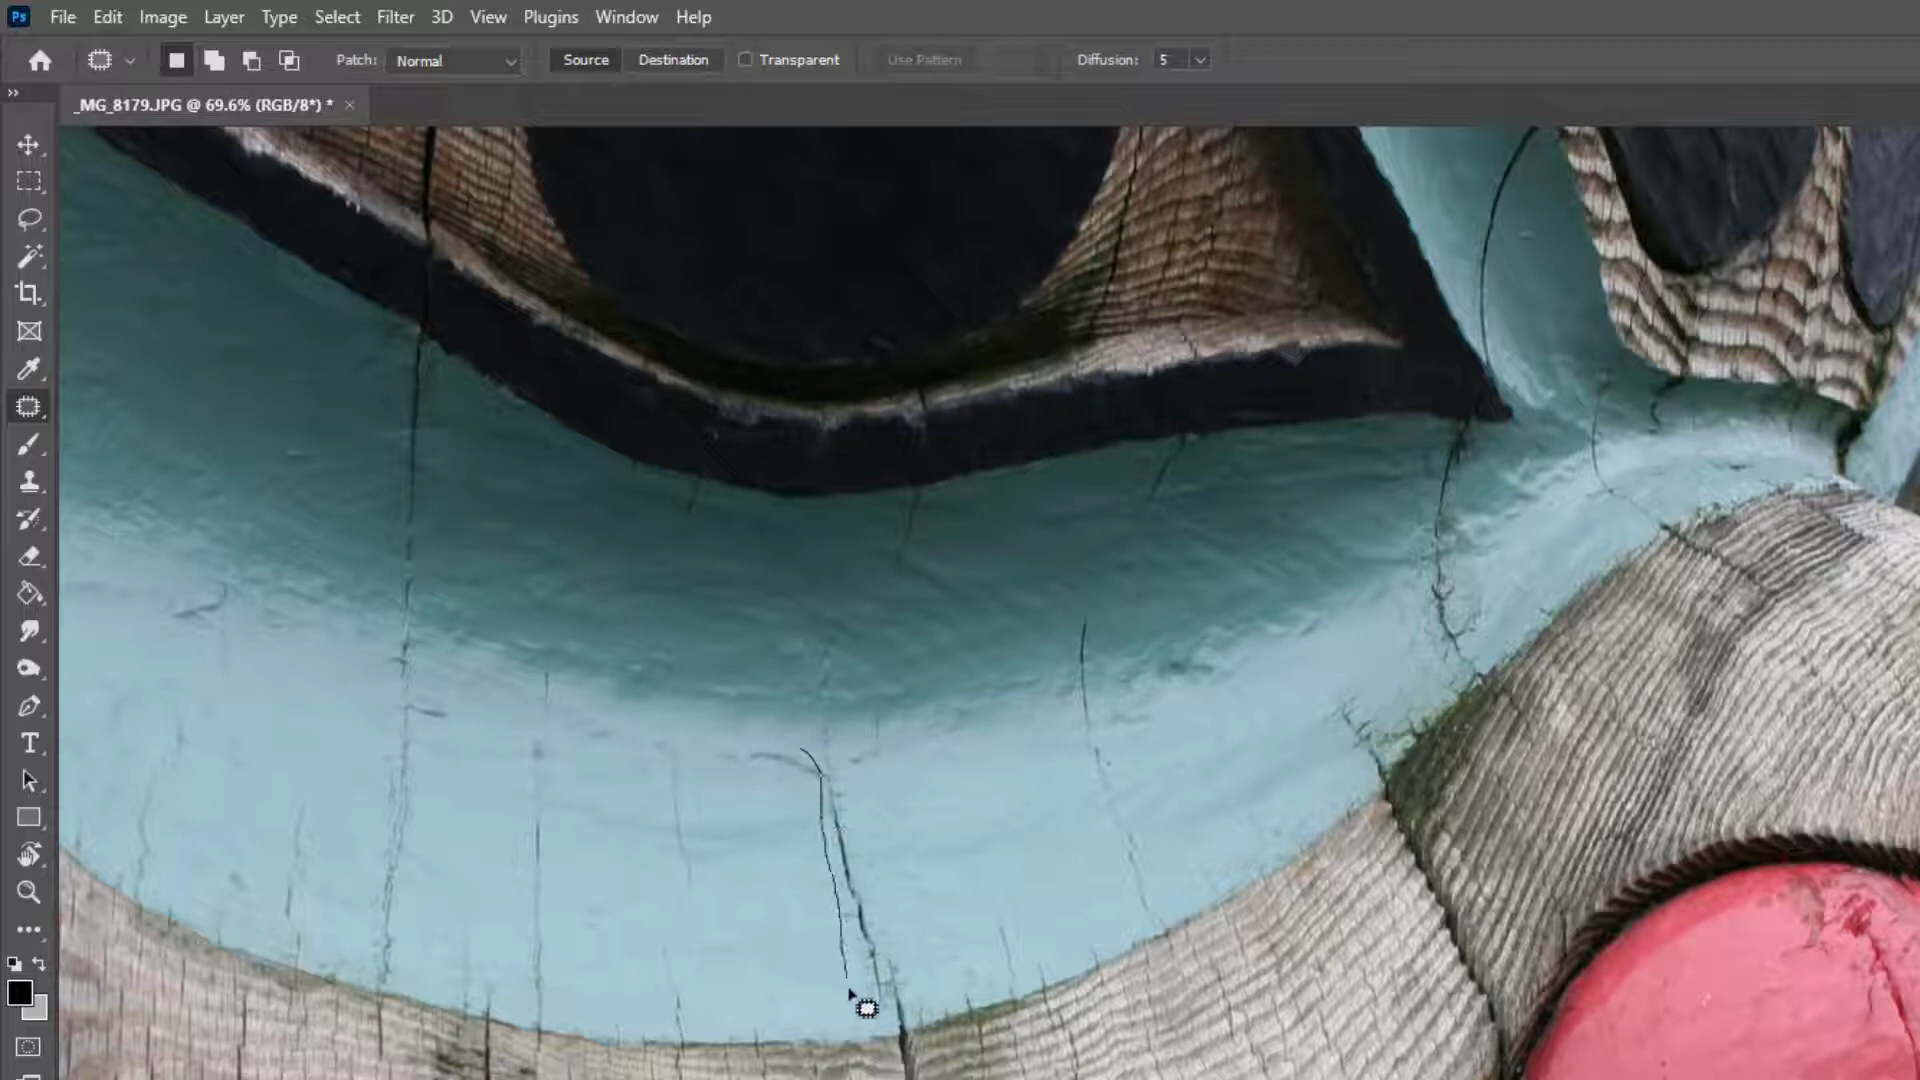 Ps File Edit Image Layer Type Select Filter 3D View Plugins Window Help
Patch: Normal Source Destination Transparent Use Pattern Diffusion: 5
_MG_8179.JPG @ 69.6% (RGB/8*) * ×
T